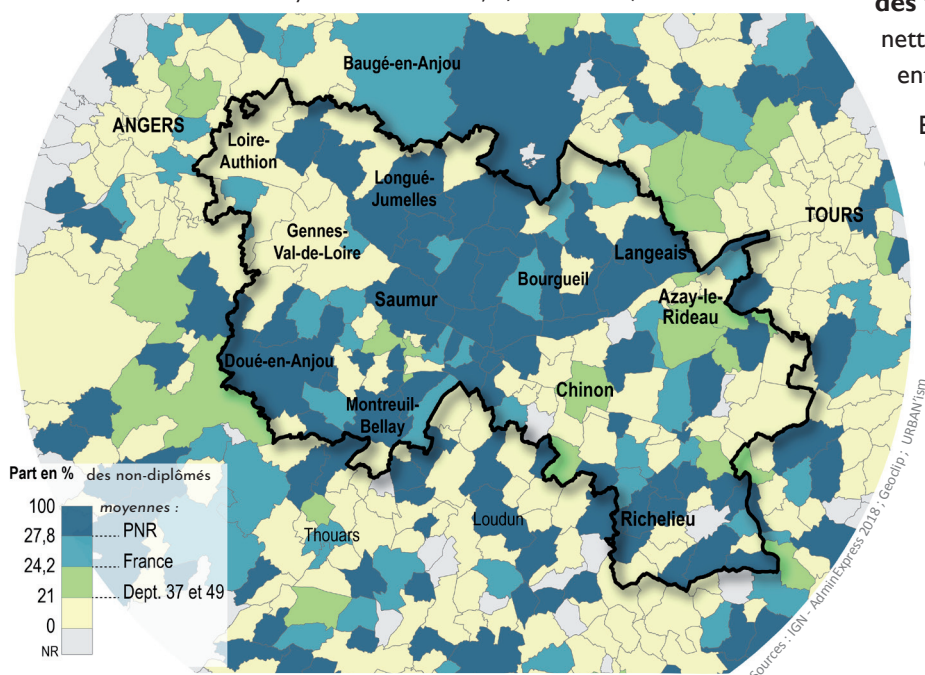 des
nett
en
Baugé-en-Anjou
ANGERS
Loire-
Authion
Longué-
Jumelles
TOURS
Gennes-
Val-de-Loire
Langeais
Bourgueil
Saumur
Azay-le-
Rideau
Doué-en-Anjou
Chinon
Montreuil-
Bellay
Part en % des non-diplômés
100
moyennes :
27,8
PNR
24,2
France
21
Dept. 37 et 49
0
NR
Thouars
Loudun
Richelieu
Sources : IGN - AdminExpress 2018 ; Geoclip ; URBAN'ism